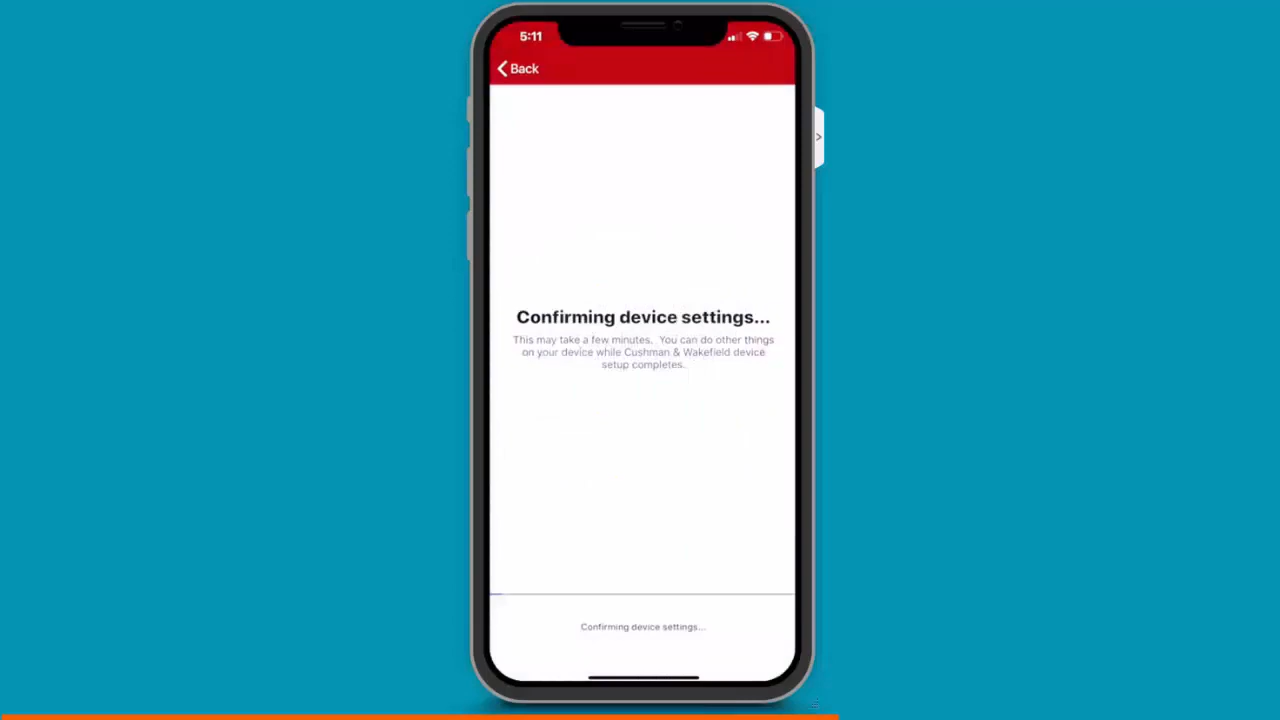 5:11
Back
Confirming device settings...
This may take a few minutes. You can do other things
on your device while Cushman & Wakefield device
setup completes.
Confirming device settings...